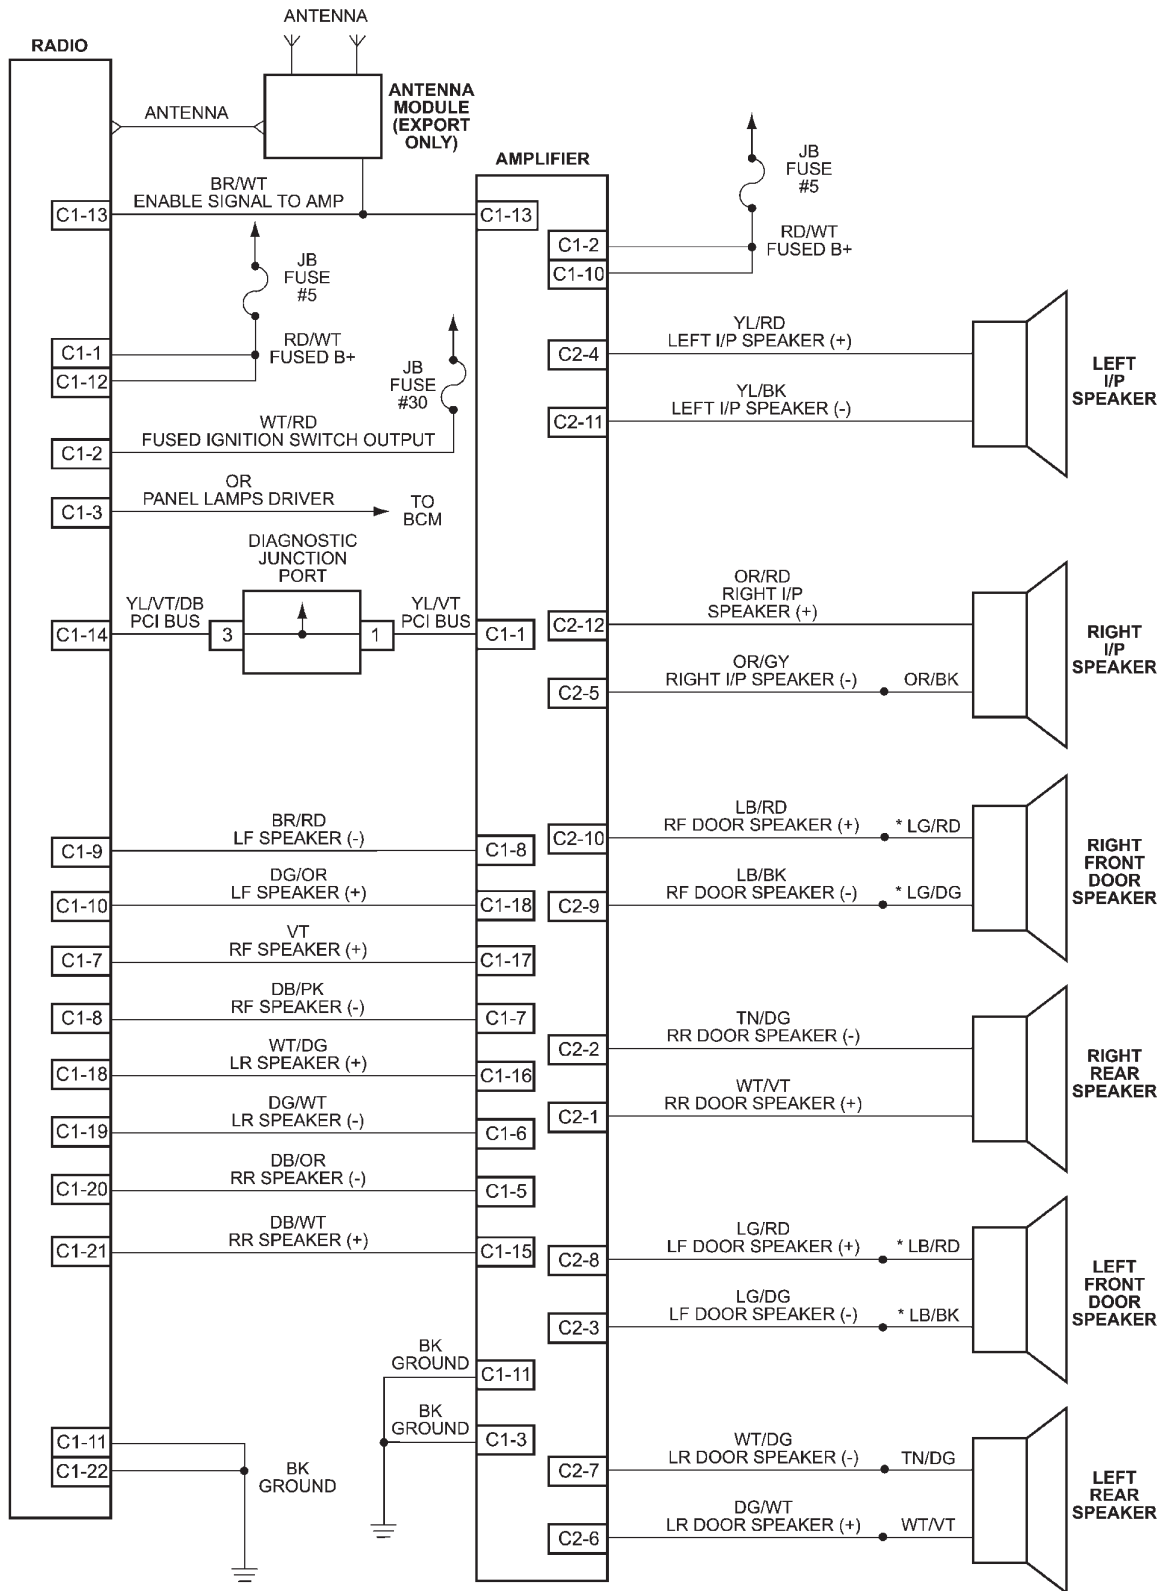 ANTENNA
RADIO
ANTENNA
MODULE
(EXPORT
ONLY)
ANTENNA
AMPLIFIER
JB
FUSE
#5
BR/WT
ENABLE SIGNAL TO AMP
C1-13
C1-13
C1-2
C1-10
RD/WT
FUSED B+
JB
FUSE
#5
C1-1
C1-12
RD/WT
FUSED B+
JB
FUSE
#30
YL/RD
LEFT I/P SPEAKER (+)
C2-4
LEFT
I/P
SPEAKER
YL/BK
LEFT I/P SPEAKER (-)
C2-11
WT/RD
FUSED IGNITION SWITCH OUTPUT
C1-2
OR
PANEL LAMPS DRIVER
C1-3
TO
BCM
DIAGNOSTIC
JUNCTION
PORT
YL/VT/DB
PCI BUS
C1-14
3
1
YL/VT
PCI BUS
C1-1
OR/RD
RIGHT I/P
SPEAKER (+)
C2-12
RIGHT
I/P
SPEAKER
OR/GY
RIGHT I/P SPEAKER (-)
C2-5
OR/BK
BR/RD
LF SPEAKER (-)
C1-9
C1-8
LB/RD
RF DOOR SPEAKER (+)
C2-10
* LG/RD
RIGHT
FRONT
DOOR
SPEAKER
DG/OR
LF SPEAKER (+)
C1-10
C1-18
LB/BK
RF DOOR SPEAKER (-)
C2-9
* LG/DG
VT
RF SPEAKER (+)
C1-7
C1-17
DB/PK
RF SPEAKER (-)
C1-8
C1-7
TN/DG
RR DOOR SPEAKER (-)
C2-2
RIGHT
REAR
SPEAKER
WT/DG
LR SPEAKER (+)
C1-18
C1-16
WT/VT
RR DOOR SPEAKER (+)
C2-1
DG/WT
LR SPEAKER (-)
C1-19
C1-6
DB/OR
RR SPEAKER (-)
C1-20
C1-5
DB/WT
RR SPEAKER (+)
C1-21
C1-15
LG/RD
LF DOOR SPEAKER (+)
C2-8
* LB/RD
LEFT
FRONT
DOOR
SPEAKER
LG/DG
LF DOOR SPEAKER (-)
C2-3
* LB/BK
BK
GROUND
C1-11
BK
GROUND
C1-3
C1-11
C1-22
BK
GROUND
WT/DG
LR DOOR SPEAKER (-)
C2-7
TN/DG
LEFT
REAR
SPEAKER
DG/WT
LR DOOR SPEAKER (+)
C2-6
WT/VT